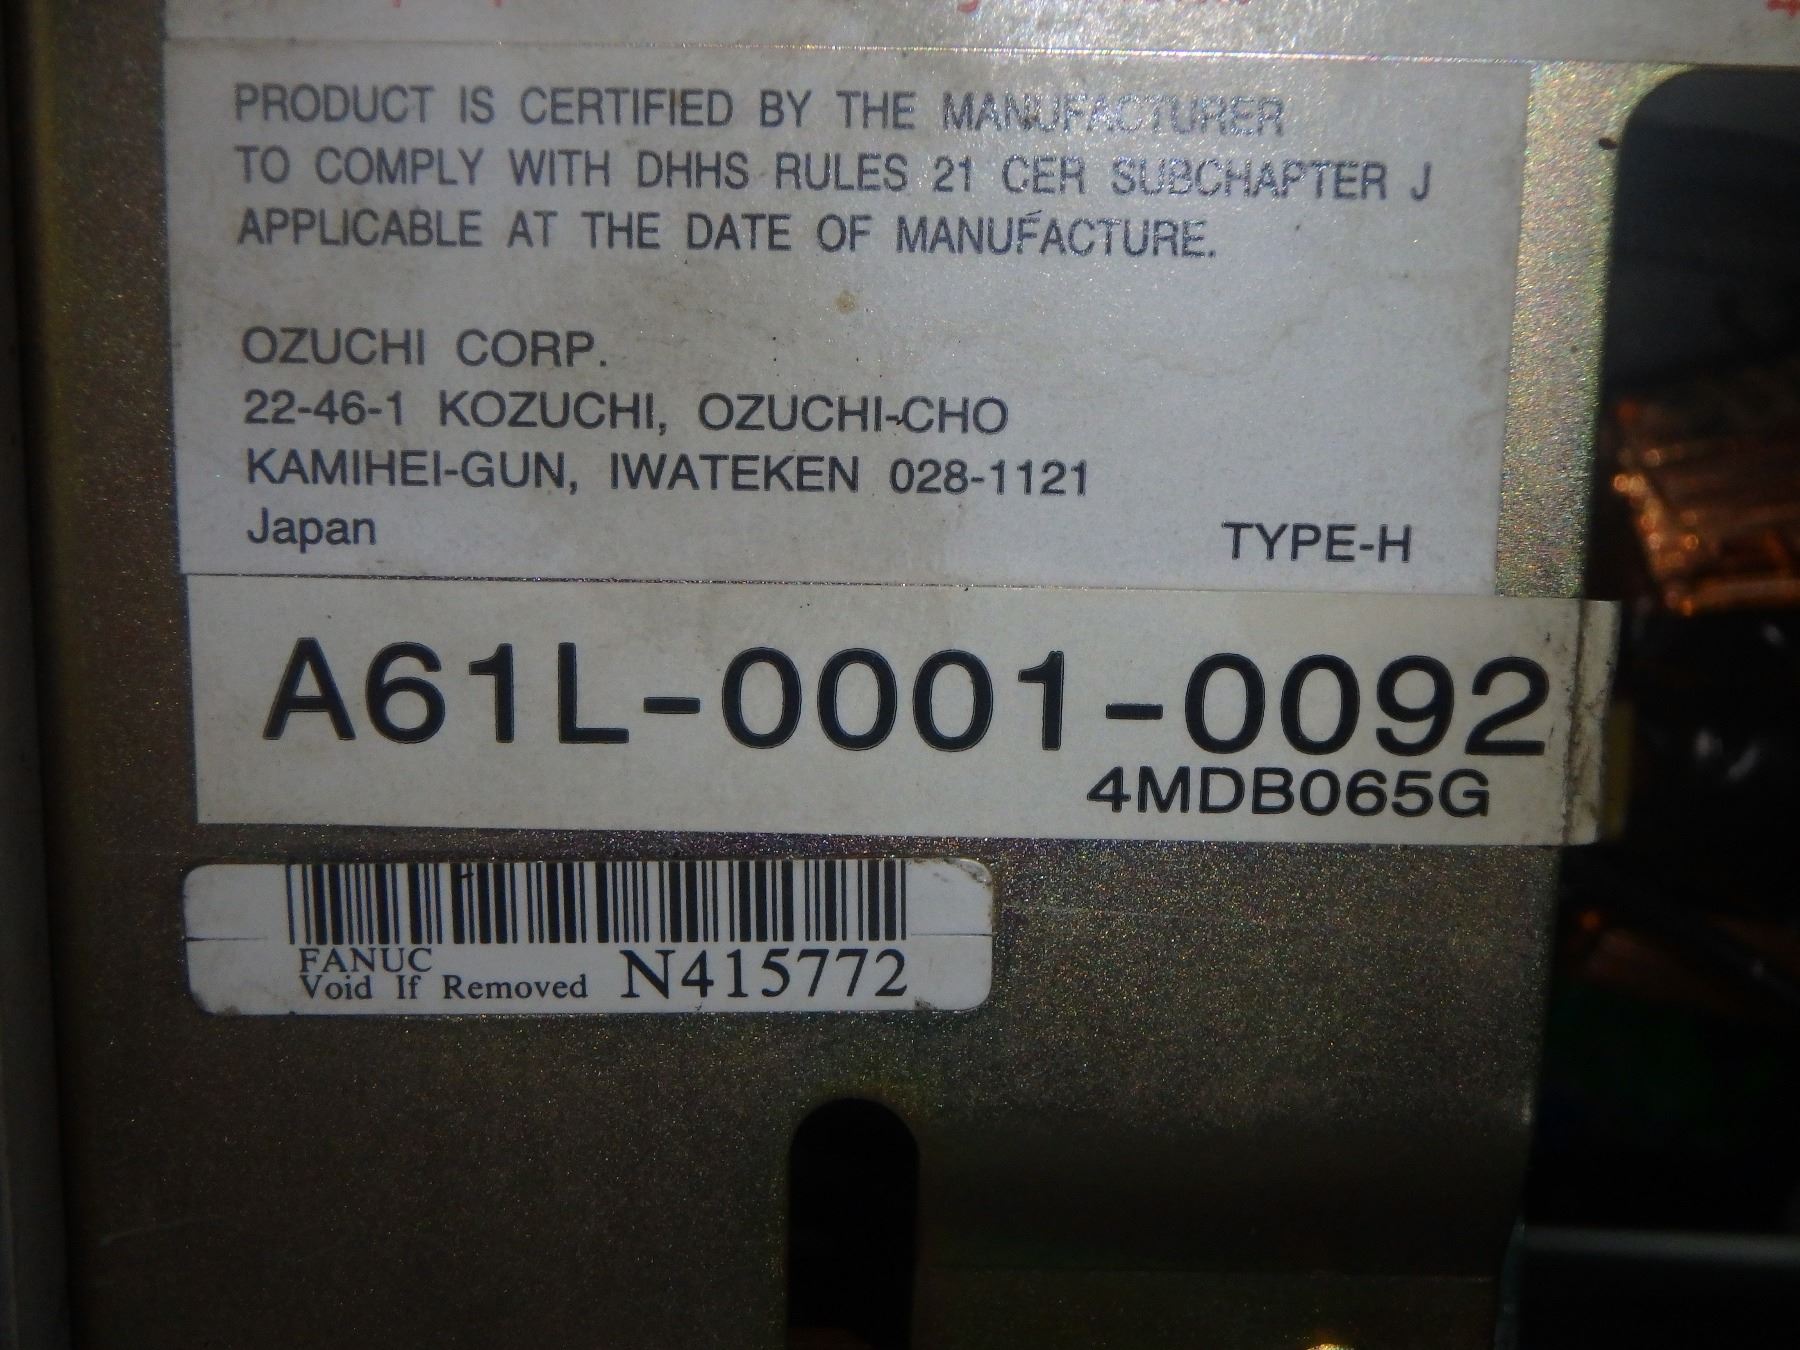 PRODUCT IS CERTIFIED BY THE MANUFACTURER
TO COMPLY WITH DHHS RULES 21 CER SUBCHAPTER J
APPLICABLE AT THE DATE OF MANUFACTURE.
OZUCHI CORP.
22-46-1 KOZUCHI, OZUCHI-CHO
KAMIHEI-GUN, IWATEKEN 028-1121
Japan
TYPE-H
A61L-0001-0092
4MDB065G
FANUC
Void If Removed N415772